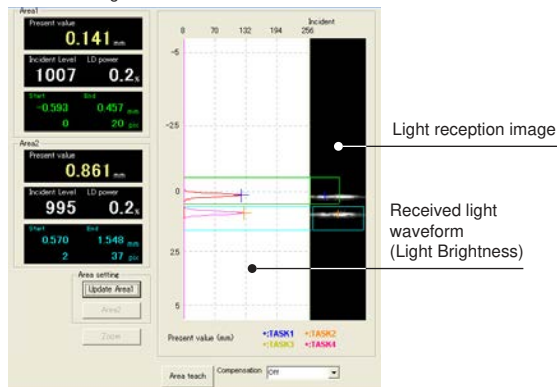 Area1
Present value
0.141 mm
Incident Level LD power
1007 0.2%
Start End
-0.593 0.457 mm
0 20 pix
Area2
Present value
0.861 mm
Incident Level LD power
995 0.2%
Start End
0.570 1.548 mm
2 37 pix
Area setting
Update Area1
Area2
Zoom
Incident
0 70 132 194 256
-5
-2.5
0
2.5
5
Present value (mm)
+:TASK1 +:TASK2
+:TASK3 +:TASK4
Area teach Compensation Off
Light reception image
Received light
waveform
(Light Brightness)